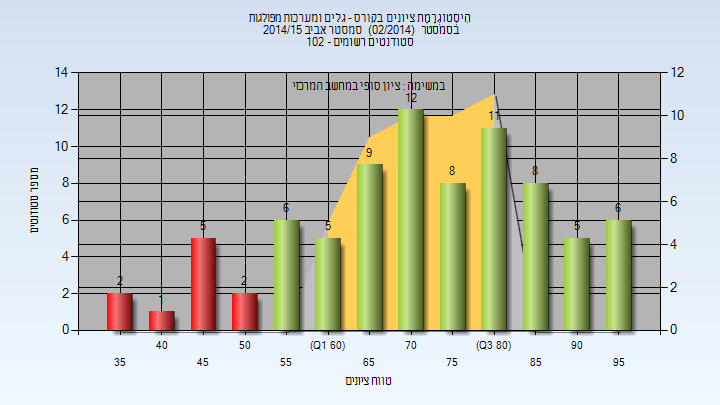 היסטוגרמת ציונים בקורס - גלים ומערכות מפולגות
בסמסטר (02/2014) סמסטר אביב 2014/15
סטודנטים רשומים - 102
במשימה : ציון סופי במחשב המרכזי
מספר סטודנטים
14 12 10 8 6 4 2 0
12 10 8 6 4 2 0
2 1 5 2 6 5 9 12 8 11 8 5 6
40 50 (Q1 60) 70 (Q3 80) 90
35 45 55 65 75 85 95
טווח ציונים